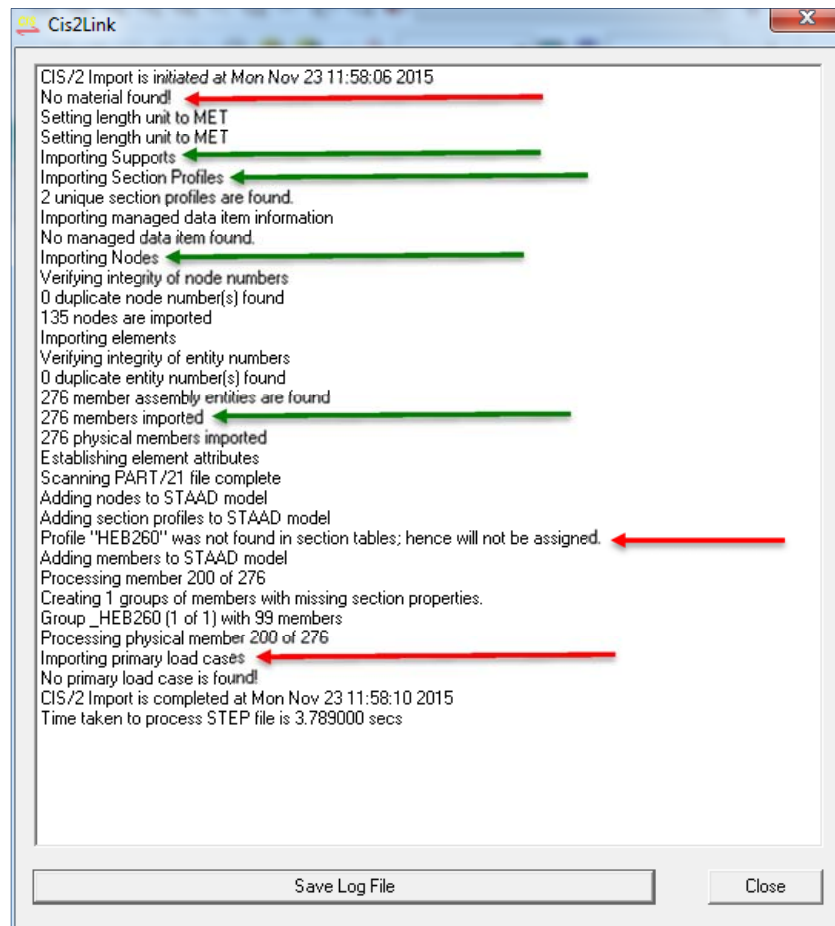 Cis2Link
CIS/2 Import is initiated at Mon Nov 23 11:58:06 2015
No material found!
Setting length unit to MET
Setting length unit to MET
Importing Supports
Importing Section Profiles
2 unique section profiles are found.
Importing managed data item information
No managed data item found.
Importing Nodes
Verifying integrity of node numbers
0 duplicate node number(s) found
135 nodes are imported
Importing elements
Verifying integrity of entity numbers
0 duplicate entity number(s) found
276 member assembly entities are found
276 members imported
276 physical members imported
Establishing element attributes
Scanning PART/21 file complete
Adding nodes to STAAD model
Adding section profiles to STAAD model
Profile "HEB260" was not found in section tables; hence will not be assigned.
Adding members to STAAD model
Processing member 200 of 276
Creating 1 groups of members with missing section properties.
Group _HEB260 (1 of 1) with 99 members
Processing physical member 200 of 276
Importing primary load cases
No primary load case is found!
CIS/2 Import is completed at Mon Nov 23 11:58:10 2015
Time taken to process STEP file is 3.789000 secs
Save Log File
Close